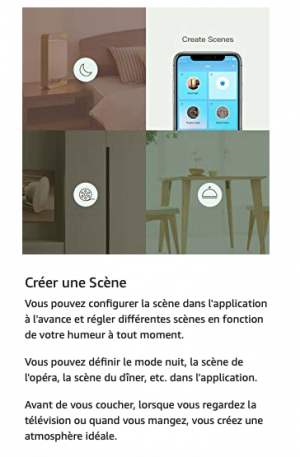 Create Scenes
Créer une Scène
Vous pouvez configurer la scène dans l'application
à l'avance et régler différentes scènes en fonction
de votre humeur à tout moment.
Vous pouvez définir le mode nuit, la scène de
l'opéra, la scène du dîner, etc. dans l'application.
Avant de vous coucher, lorsque vous regardez la
télévision ou quand vous mangez, vous créez une
atmosphère idéale.